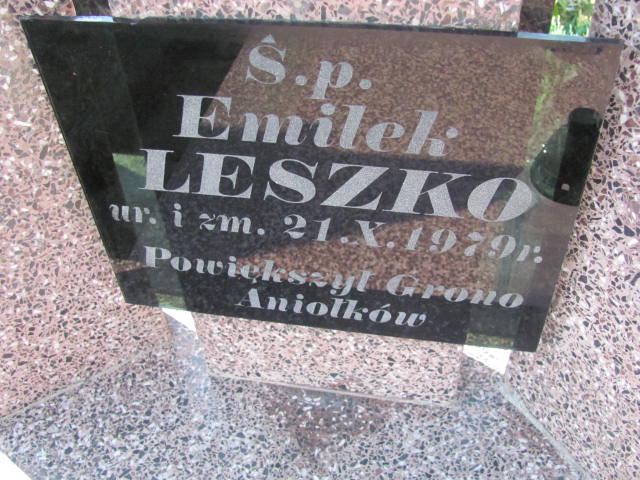 Ś.p.
Emilek
LESZKO
ur. i zm. 21.X.1979r.
Powiększył Grono
Aniołków